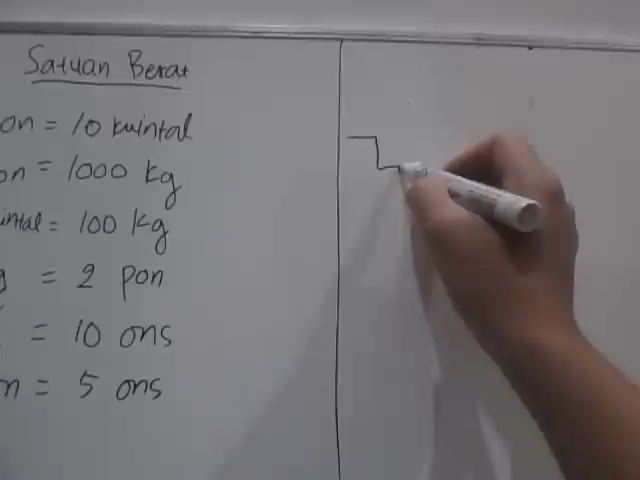 Satuan Berat
on = 10 kuintal
on = 1000 kg
intal = 100 kg
g = 2 pon
= 10 ons
n = 5 ons